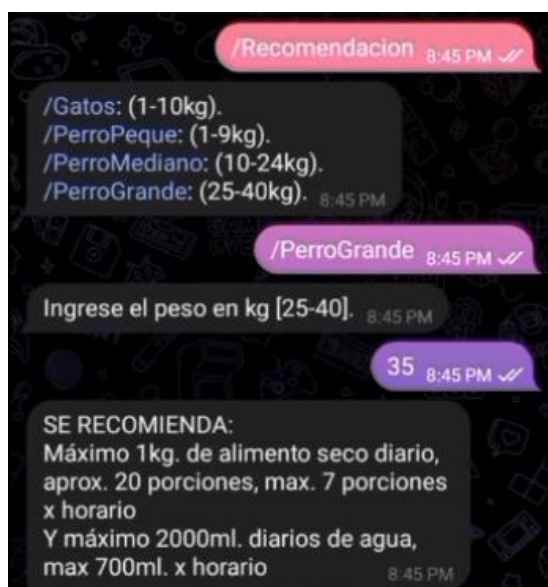 /Recomendacion 8:45 PM
/Gatos: (1-10kg).
/PerroPeque: (1-9kg).
/PerroMediano: (10-24kg).
/PerroGrande: (25-40kg). 8:45 PM
/PerroGrande 8:45 PM
Ingrese el peso en kg [25-40]. 8:45 PM
35 8:45 PM
SE RECOMIENDA:
Máximo 1kg. de alimento seco diario,
aprox. 20 porciones, max. 7 porciones
x horario
Y máximo 2000ml. diarios de agua,
max 700ml. x horario 8:45 PM